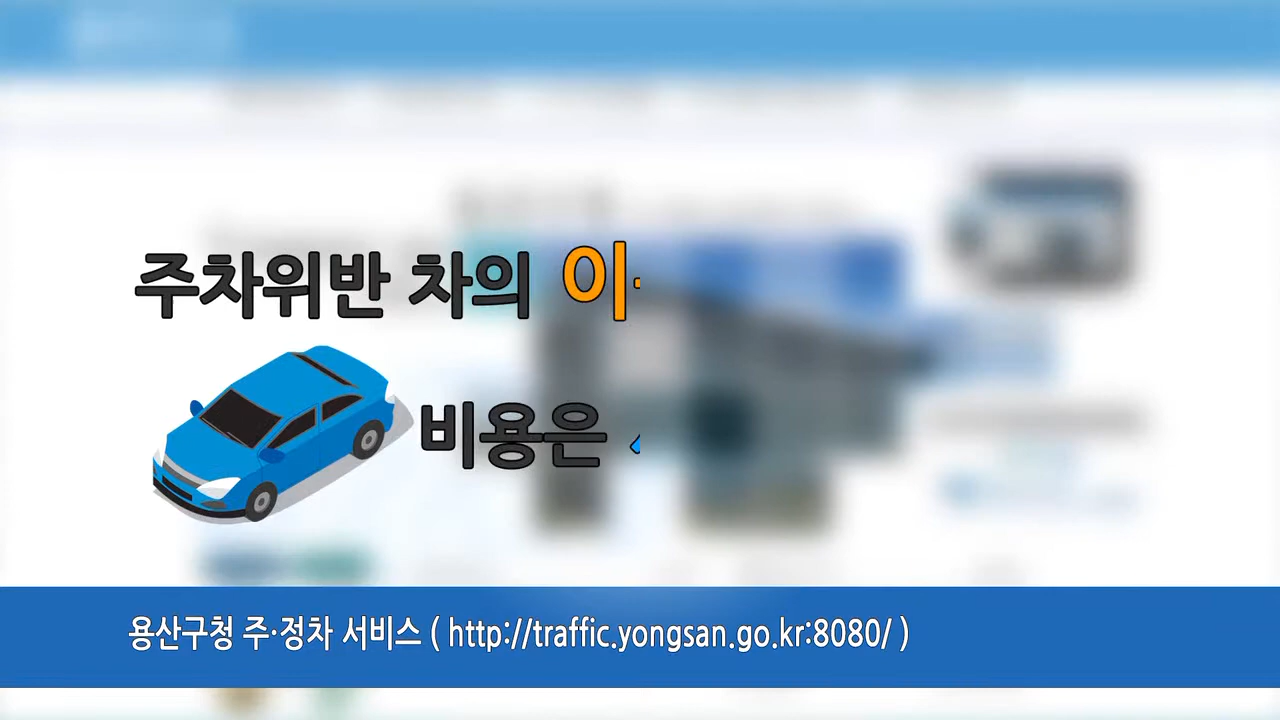 주차위반 차의 이
비용은
용산구청 주·정차 서비스 ( http://traffic.yongsan.go.kr:8080/ )